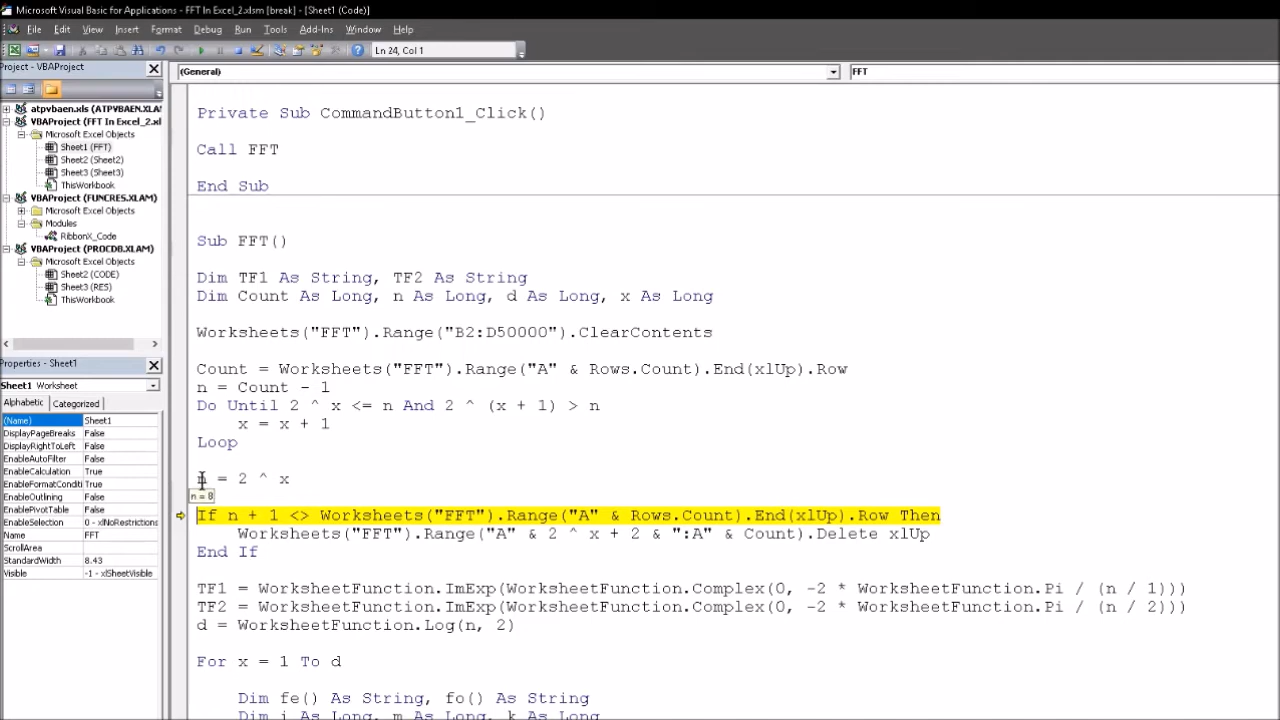 Microsoft Visual Basic for Applications - FFT In Excel_2.xlsm [break] - [Sheet1 (Code)]
File Edit View Insert Format Debug Run Tools Add-Ins Window Help
Ln 24, Col 1
Project - VBAProject
(General)
FFT
atpvbaen.xls (ATPVBAEN.XLAM
VBAProject (FFT In Excel_2.xl
Microsoft Excel Objects
Sheet1 (FFT)
Sheet2 (Sheet2)
Sheet3 (Sheet3)
ThisWorkbook
VBAProject (FUNCRES.XLAM)
Microsoft Excel Objects
Modules
RibbonX_Code
VBAProject (PROCDB.XLAM)
Microsoft Excel Objects
Sheet2 (CODE)
Sheet3 (RES)
ThisWorkbook
Properties - Sheet1
Sheet1 Worksheet
Alphabetic Categorized
(Name) Sheet1
DisplayPageBreaks False
DisplayRightToLeft False
EnableAutoFilter False
EnableCalculation True
EnableFormatConditi True
EnableOutlining False
EnablePivotTable False
EnableSelection 0 - xlNoRestrictions
Name FFT
ScrollArea
StandardWidth 8.43
Visible -1 - xlSheetVisible
Private Sub CommandButton1_Click()
Call FFT
End Sub
Sub FFT()
Dim TF1 As String, TF2 As String
Dim Count As Long, n As Long, d As Long, x As Long
Worksheets("FFT").Range("B2:D50000").ClearContents
Count = Worksheets("FFT").Range("A" & Rows.Count).End(xlUp).Row
n = Count - 1
Do Until 2 ^ x <= n And 2 ^ (x + 1) > n
x = x + 1
Loop
n = 2 ^ x
n = 8
If n + 1 <> Worksheets("FFT").Range("A" & Rows.Count).End(xlUp).Row Then
Worksheets("FFT").Range("A" & 2 ^ x + 2 & ":A" & Count).Delete xlUp
End If
TF1 = WorksheetFunction.ImExp(WorksheetFunction.Complex(0, -2 * WorksheetFunction.Pi / (n / 1)))
TF2 = WorksheetFunction.ImExp(WorksheetFunction.Complex(0, -2 * WorksheetFunction.Pi / (n / 2)))
d = WorksheetFunction.Log(n, 2)
For x = 1 To d
Dim fe() As String, fo() As String
Dim i As Long, m As Long, k As Long